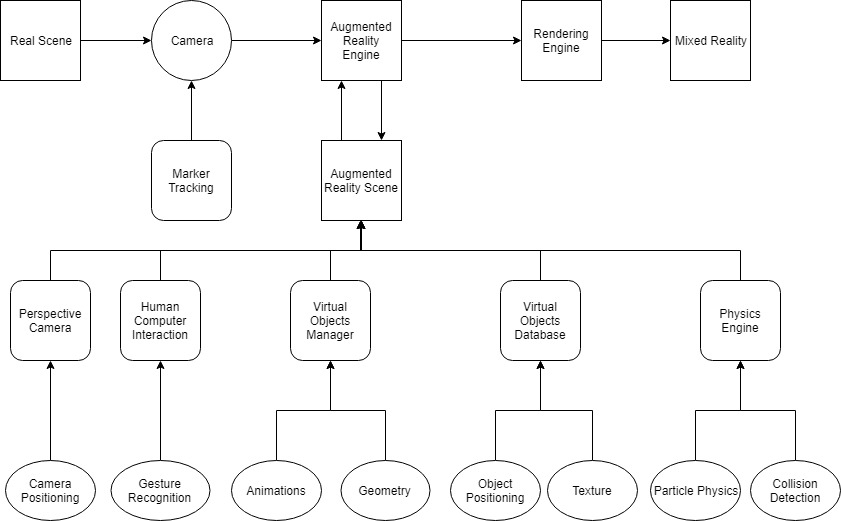 Real Scene
Camera
Augmented
Reality
Engine
Rendering
Engine
Mixed Reality
Marker
Tracking
Augmented
Reality Scene
Perspective
Camera
Human
Computer
Interaction
Virtual
Objects
Manager
Virtual
Objects
Database
Physics
Engine
Camera
Positioning
Gesture
Recognition
Animations
Geometry
Object
Positioning
Texture
Particle Physics
Collision
Detection